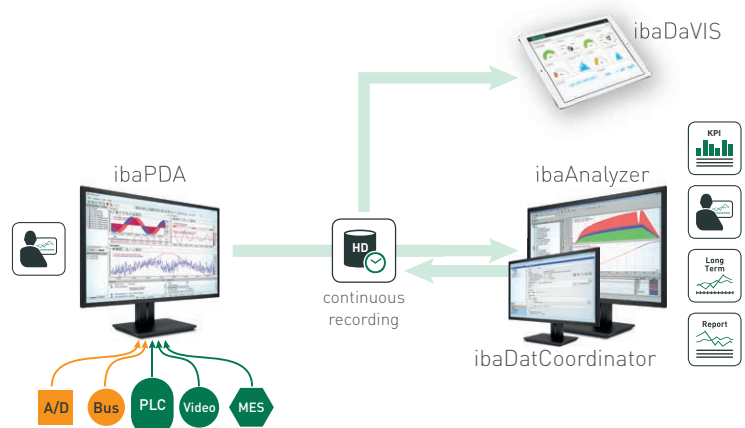 ibaDaVIS
ibaPDA
ibaAnalyzer
KPI
HD
continuous
recording
Long
Term
ibaDatCoordinator
Report
A/D
Bus
PLC
Video
MES